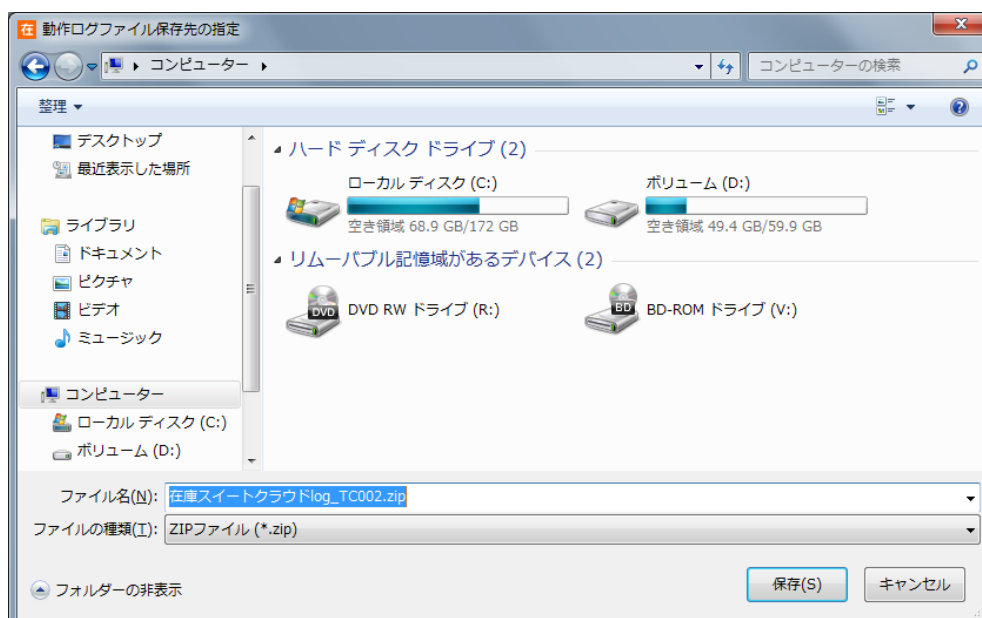 在 動作ログファイル保存先の指定
コンピューター
コンピューターの検索
整理
デスクトップ
最近表示した場所
ライブラリ
ドキュメント
ピクチャ
ビデオ
ミュージック
コンピューター
ローカル ディスク (C:)
ボリューム (D:)
ハード ディスク ドライブ (2)
ローカル ディスク (C:)
空き領域 68.9 GB/172 GB
ボリューム (D:)
空き領域 49.4 GB/59.9 GB
リムーバブル記憶域があるデバイス (2)
DVD
DVD RW ドライブ (R:)
BD
BD-ROM ドライブ (V:)
ファイル名(N): 在庫スイートクラウドlog_TC002.zip
ファイルの種類(T): ZIPファイル (*.zip)
フォルダーの非表示
保存(S)
キャンセル